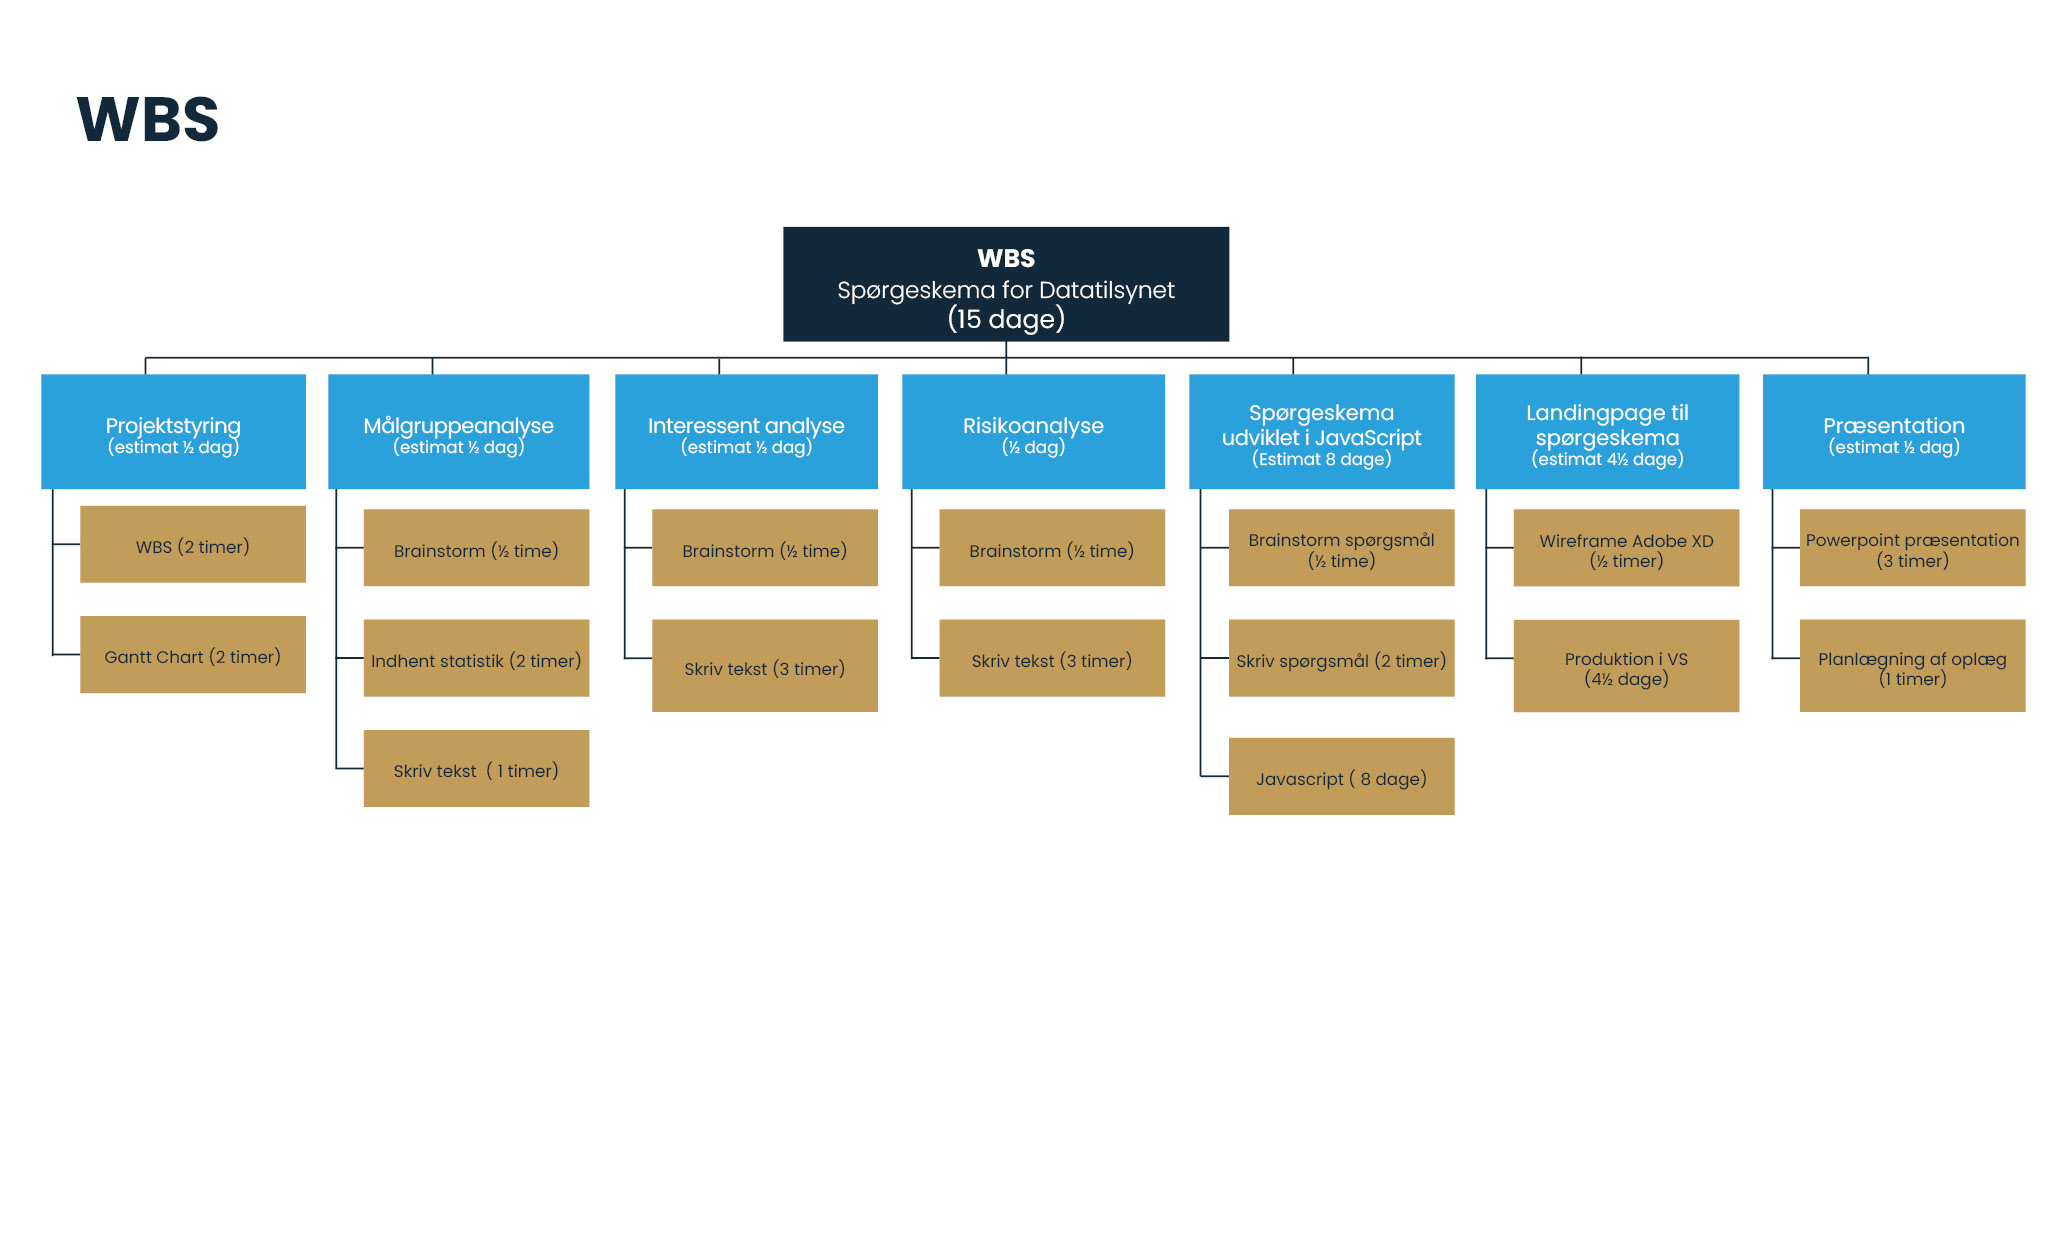 WBS
WBS
Spørgeskema for Datatilsynet
(15 dage)
Projektstyring
(estimat ½ dag)
WBS (2 timer)
Gantt Chart (2 timer)
Målgruppeanalyse
(estimat ½ dag)
Brainstorm (½ time)
Indhent statistik (2 timer)
Skriv tekst  ( 1 timer)
Interessent analyse
(estimat ½ dag)
Brainstorm (½ time)
Skriv tekst (3 timer)
Risikoanalyse
(½ dag)
Brainstorm (½ time)
Skriv tekst (3 timer)
Spørgeskema
udviklet i JavaScript
(Estimat 8 dage)
Brainstorm spørgsmål
(½ time)
Skriv spørgsmål (2 timer)
Javascript ( 8 dage)
Landingpage til
spørgeskema
(estimat 4½ dage)
Wireframe Adobe XD
(½ timer)
Produktion i VS
(4½ dage)
Præsentation
(estimat ½ dag)
Powerpoint præsentation
(3 timer)
Planlægning af oplæg
(1 timer)